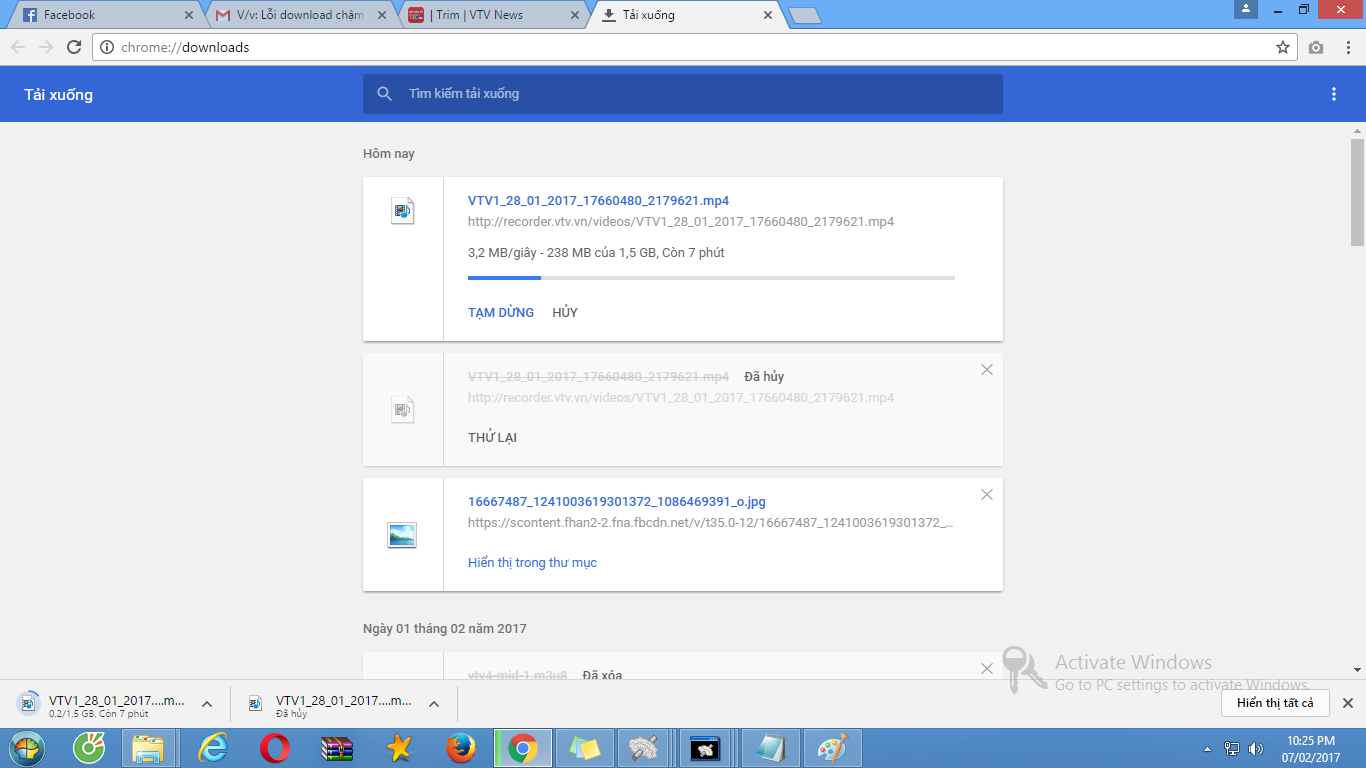 Facebook
V/v: Lỗi download chậm
| Trim | VTV News
Tải xuống
chrome://downloads
Tải xuống
Tìm kiếm tải xuống
Hôm nay
VTV1_28_01_2017_17660480_2179621.mp4
http://recorder.vtv.vn/videos/VTV1_28_01_2017_17660480_2179621.mp4
3,2 MB/giây - 238 MB của 1,5 GB, Còn 7 phút
TẠM DỪNG HỦY
VTV1_28_01_2017_17660480_2179621.mp4 Đã hủy
http://recorder.vtv.vn/videos/VTV1_28_01_2017_17660480_2179621.mp4
THỬ LẠI
16667487_1241003619301372_1086469391_o.jpg
https://scontent.fhan2-2.fna.fbcdn.net/v/t35.0-12/16667487_1241003619301372_...
Hiển thị trong thư mục
Ngày 01 tháng 02 năm 2017
vtv4-mid-1.m3u8 Đã xóa
Activate Windows
Go to PC settings to activate Windows.
VTV1_28_01_2017....m...
0,2/1,5 GB, Còn 7 phút
VTV1_28_01_2017....m...
Đã hủy
Hiển thị tất cả
10:25 PM
07/02/2017